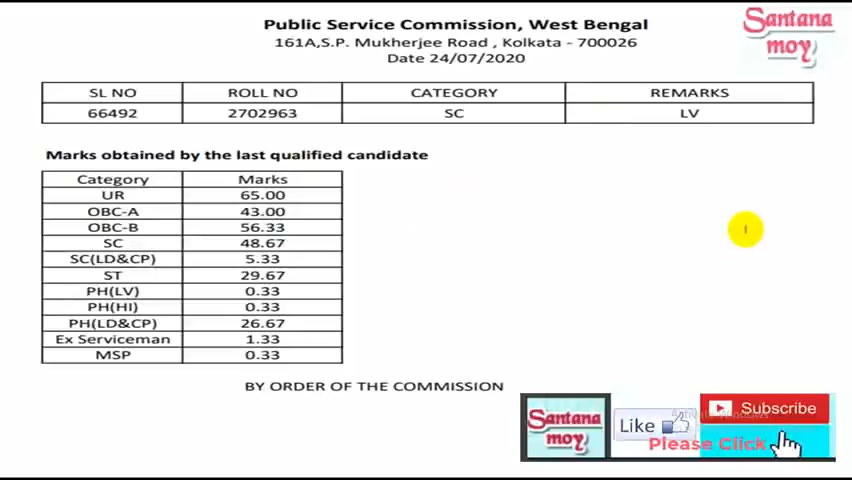 Public Service Commission, West Bengal
161A,S.P. Mukherjee Road , Kolkata - 700026
Date 24/07/2020
Santana
moy
SL NO ROLL NO CATEGORY REMARKS
66492 2702963 SC LV
Marks obtained by the last qualified candidate
Category Marks
UR 65.00
OBC-A 43.00
OBC-B 56.33
SC 48.67
SC(LD&CP) 5.33
ST 29.67
PH(LV) 0.33
PH(HI) 0.33
PH(LD&CP) 26.67
Ex Serviceman 1.33
MSP 0.33
BY ORDER OF THE COMMISSION
Santana
moy
Like
Subscribe
Activate Windows
Please Click